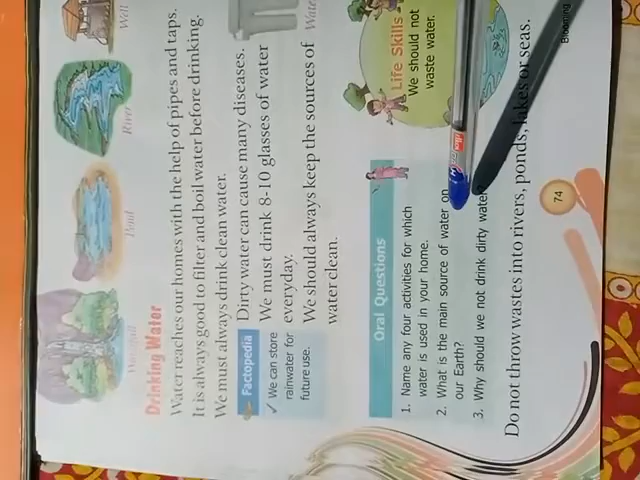 Waterfall
Pond
River
Well
Drinking Water
Water reaches our homes with the help of pipes and taps.
It is always good to filter and boil water before drinking.
We must always drink clean water.
Factopedia
✓ We can store
rainwater for
future use.
Dirty water can cause many diseases.
We must drink 8-10 glasses of water
everyday.
We should always keep the sources of
water clean.
Oral Questions
1. Name any four activities for which
water is used in your home.
2. What is the main source of water on
our Earth?
3. Why should we not drink dirty water?
Life Skills
We should not
waste water.
Do not throw wastes into rivers, ponds, lakes or seas.
74
Blooming